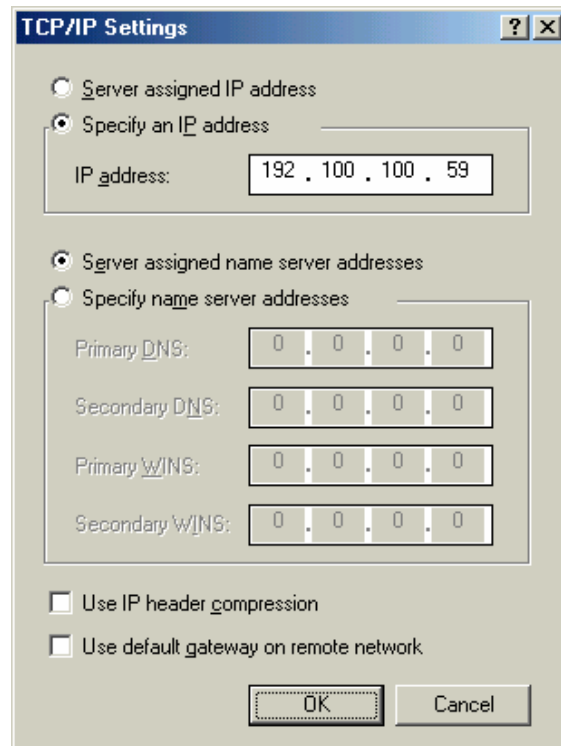 TCP/IP Settings
Server assigned IP address
Specify an IP address
IP address: 192 . 100 . 100 . 59
Server assigned name server addresses
Specify name server addresses
Primary DNS: 0 . 0 . 0 . 0
Secondary DNS: 0 . 0 . 0 . 0
Primary WINS: 0 . 0 . 0 . 0
Secondary WINS: 0 . 0 . 0 . 0
Use IP header compression
Use default gateway on remote network
OK Cancel